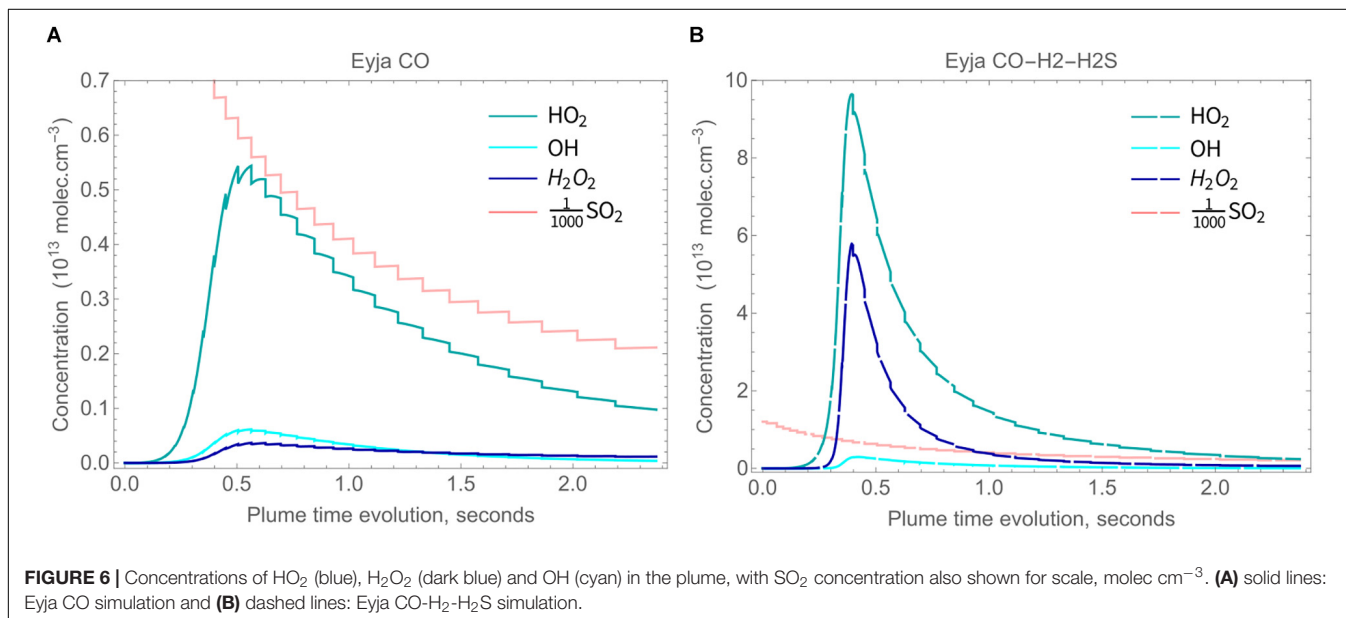 A
Eyja CO
Concentration (10¹³ molec.cm⁻³)
0.7
0.6
0.5
0.4
0.3
0.2
0.1
0.0
HO₂
OH
H₂O₂
1/1000 SO₂
0.0 0.5 1.0 1.5 2.0
Plume time evolution, seconds
B
Eyja CO–H2–H2S
Concentration (10¹³ molec.cm⁻³)
10
8
6
4
2
0
HO₂
OH
H₂O₂
1/1000 SO₂
0.0 0.5 1.0 1.5 2.0
Plume time evolution, seconds
FIGURE 6 | Concentrations of HO₂ (blue), H₂O₂ (dark blue) and OH (cyan) in the plume, with SO₂ concentration also shown for scale, molec cm⁻³. (A) solid lines:
Eyja CO simulation and (B) dashed lines: Eyja CO-H₂-H₂S simulation.